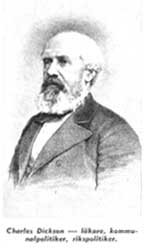 Charles Dickson — läkare, kommu-
nalpolitiker, rikspolitiker.